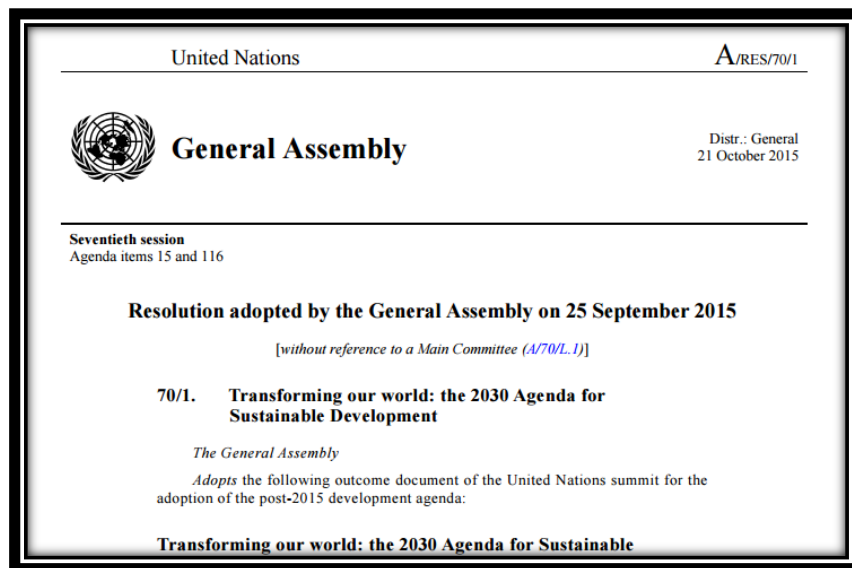 United Nations
A/RES/70/1
General Assembly
Distr.: General
21 October 2015
Seventieth session
Agenda items 15 and 116
Resolution adopted by the General Assembly on 25 September 2015
[without reference to a Main Committee (A/70/L.1)]
70/1. Transforming our world: the 2030 Agenda for
Sustainable Development
The General Assembly
Adopts the following outcome document of the United Nations summit for the
adoption of the post-2015 development agenda:
Transforming our world: the 2030 Agenda for Sustainable